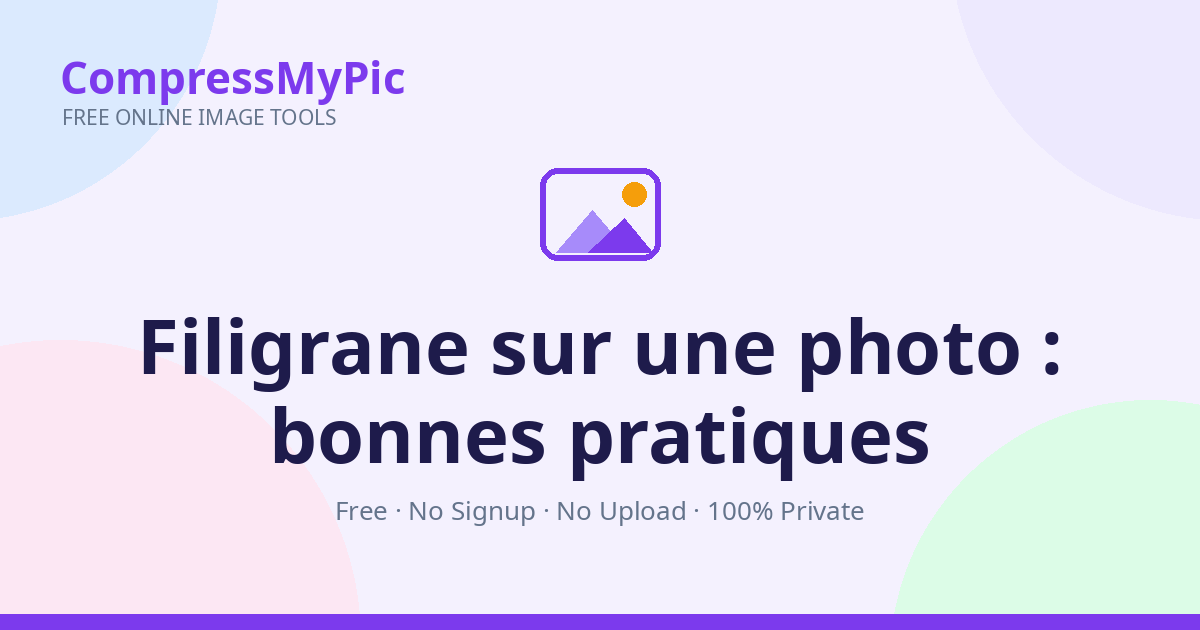 CompressMyPic
FREE ONLINE IMAGE TOOLS
Filigrane sur une photo :
bonnes pratiques
Free · No Signup · No Upload · 100% Private